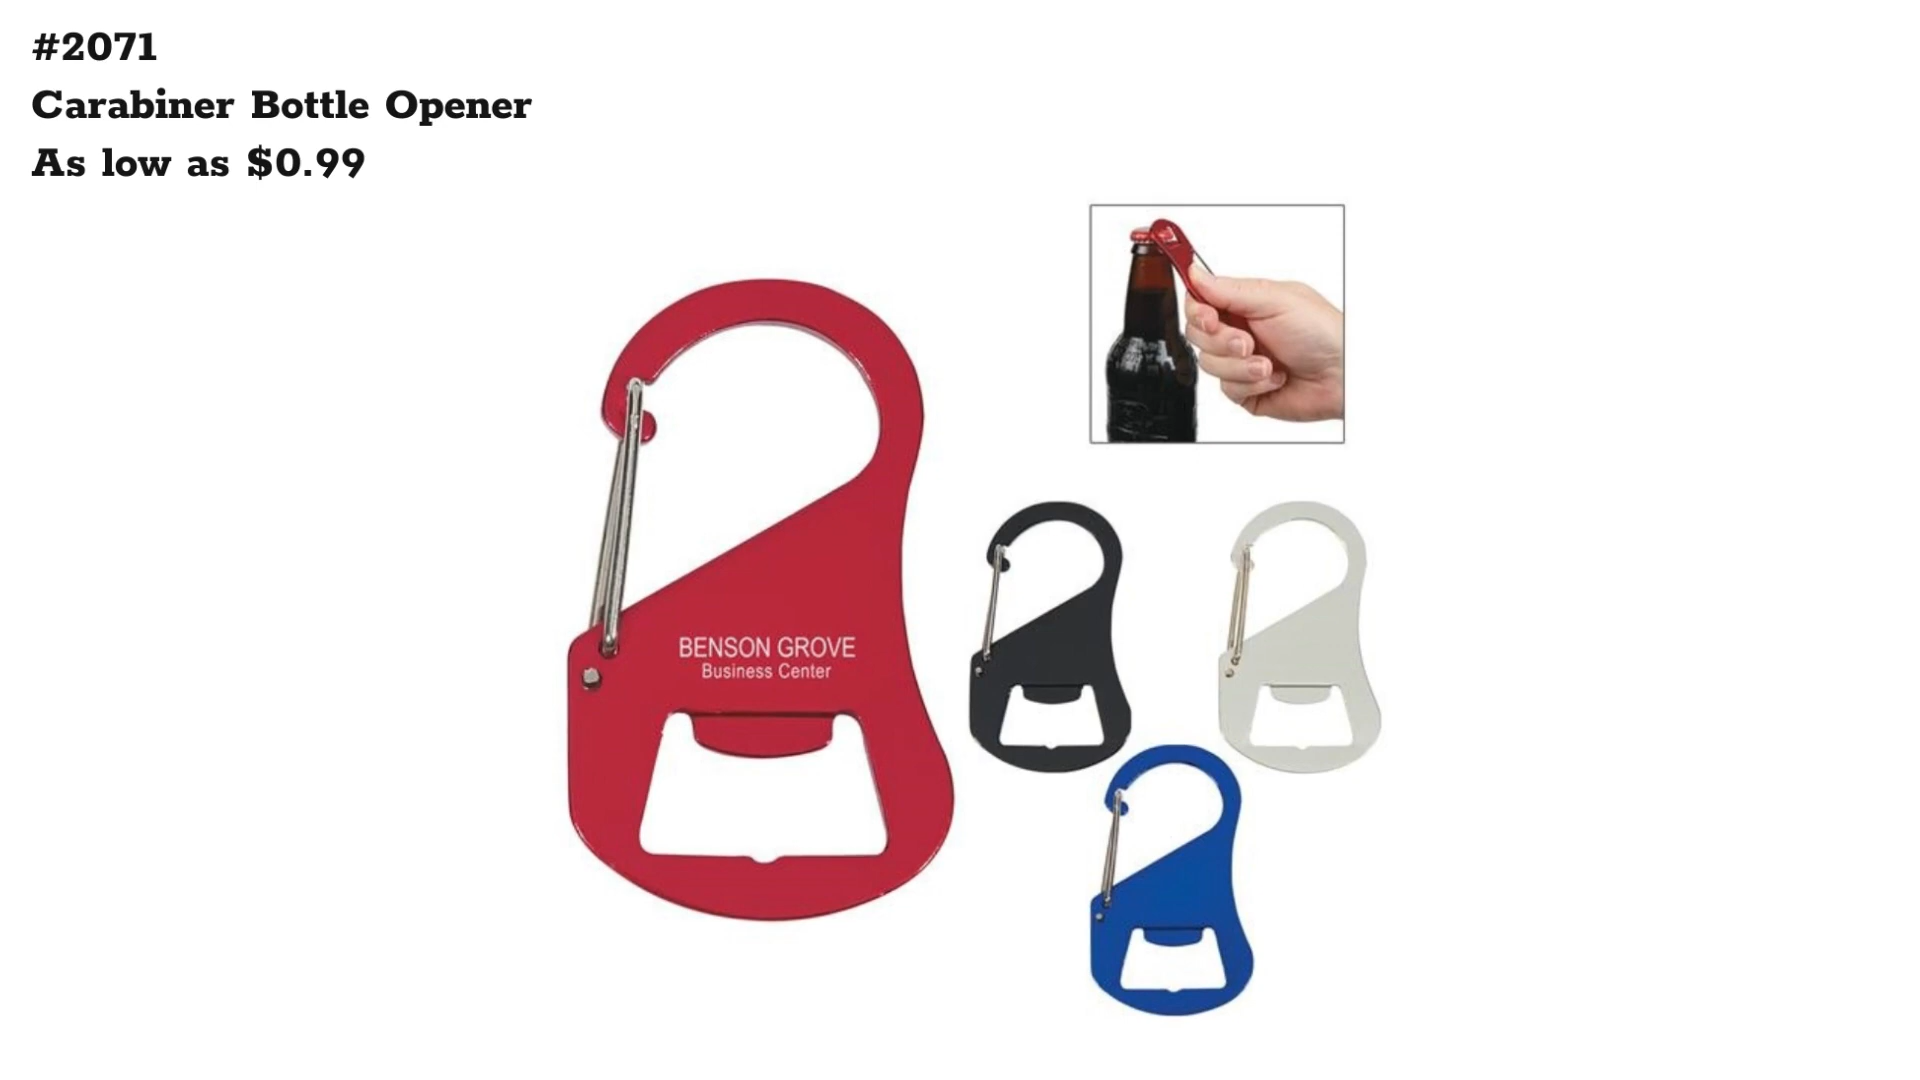 #2071
Carabiner Bottle Opener
As low as $0.99
BENSON GROVE
Business Center